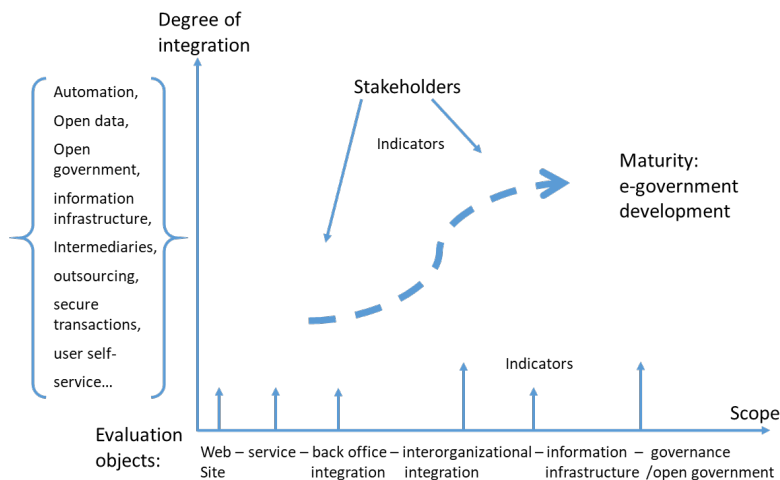 Degree of
integration
Automation,
Open data,
Open
government,
information
infrastructure,
Intermediaries,
outsourcing,
secure
transactions,
user self-
service...
Stakeholders
Indicators
Maturity:
e-government
development
Indicators
Scope
Evaluation
objects:
Web – service – back office – interorganizational – information – governance
Site integration integration infrastructure /open government